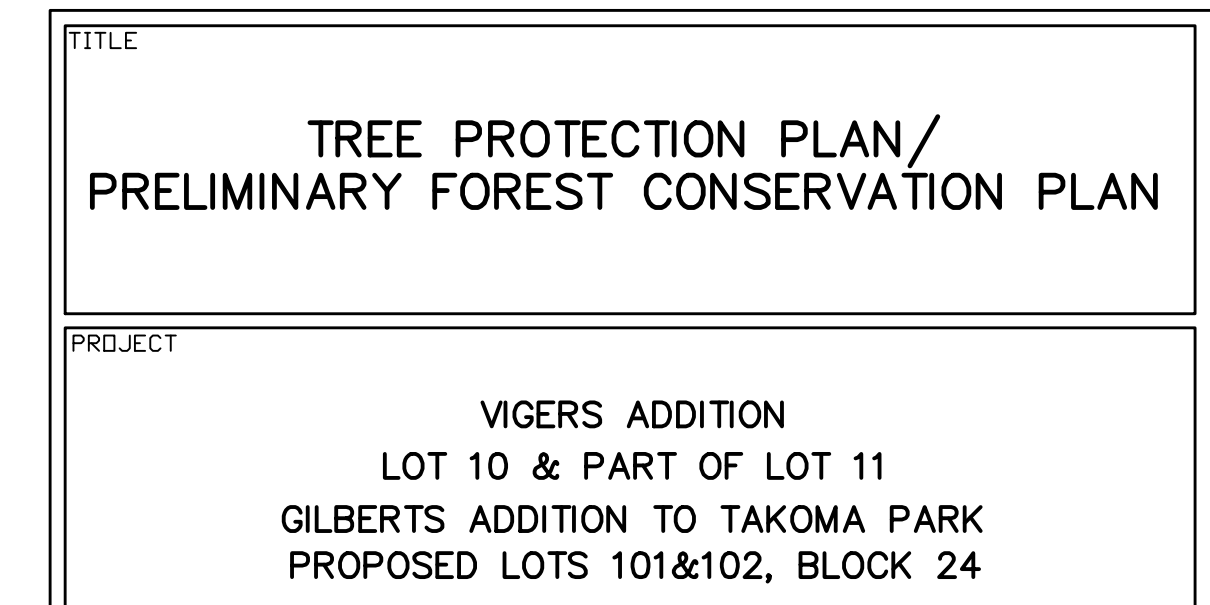 TITLE
TREE PROTECTION PLAN/
PRELIMINARY FOREST CONSERVATION PLAN
PROJECT
VIGERS ADDITION
LOT 10 & PART OF LOT 11
GILBERTS ADDITION TO TAKOMA PARK
PROPOSED LOTS 101&102, BLOCK 24